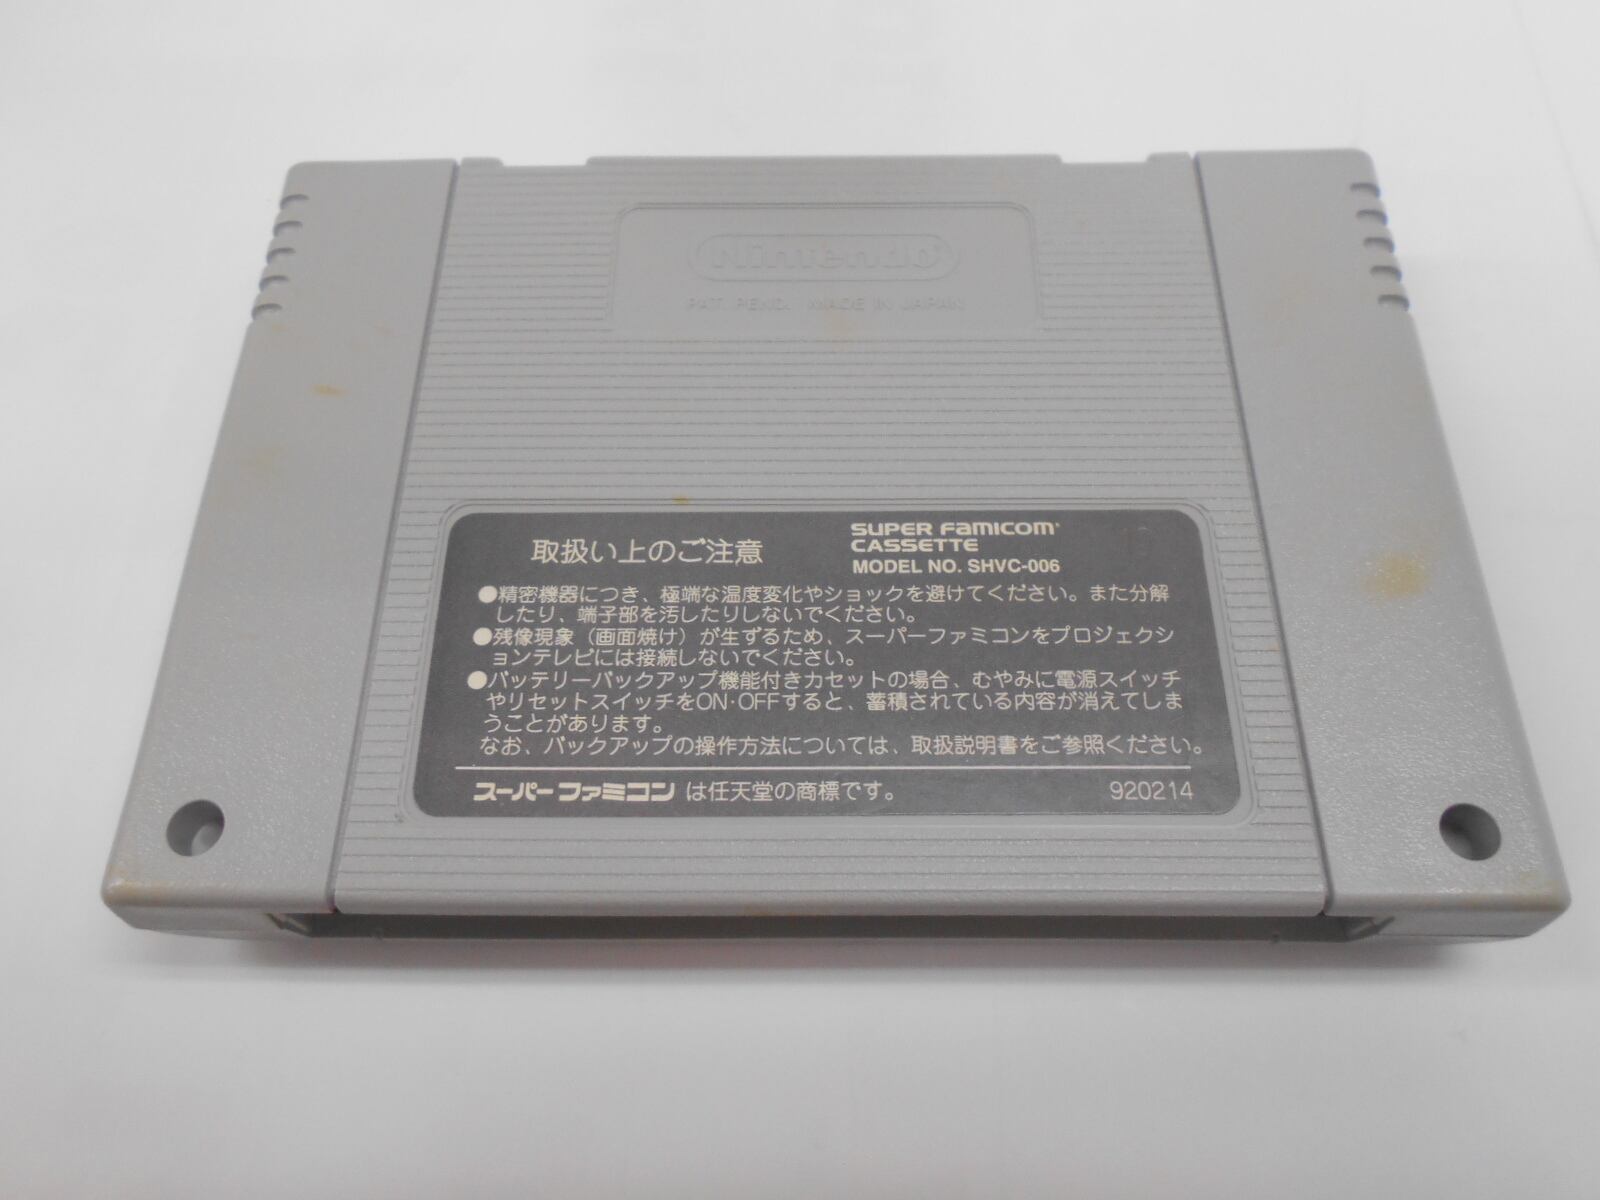 Nintendo
PAT. PEND. MADE IN JAPAN
取扱い上のご注意
SUPER FAMICOM
CASSETTE
MODEL NO. SHVC-006
●精密機器につき、極端な温度変化やショックを避けてください。また分解
したり、端子部を汚したりしないでください。
●残像現象（画面焼け）が生ずるため、スーパーファミコンをプロジェクシ
ョンテレビには接続しないでください。
●バッテリーバックアップ機能付きカセットの場合、むやみに電源スイッチ
やリセットスイッチをON・OFFすると、蓄積されている内容が消えてしま
うことがあります。
なお、バックアップの操作方法については、取扱説明書をご参照ください。
スーパーファミコン は任天堂の商標です。
920214